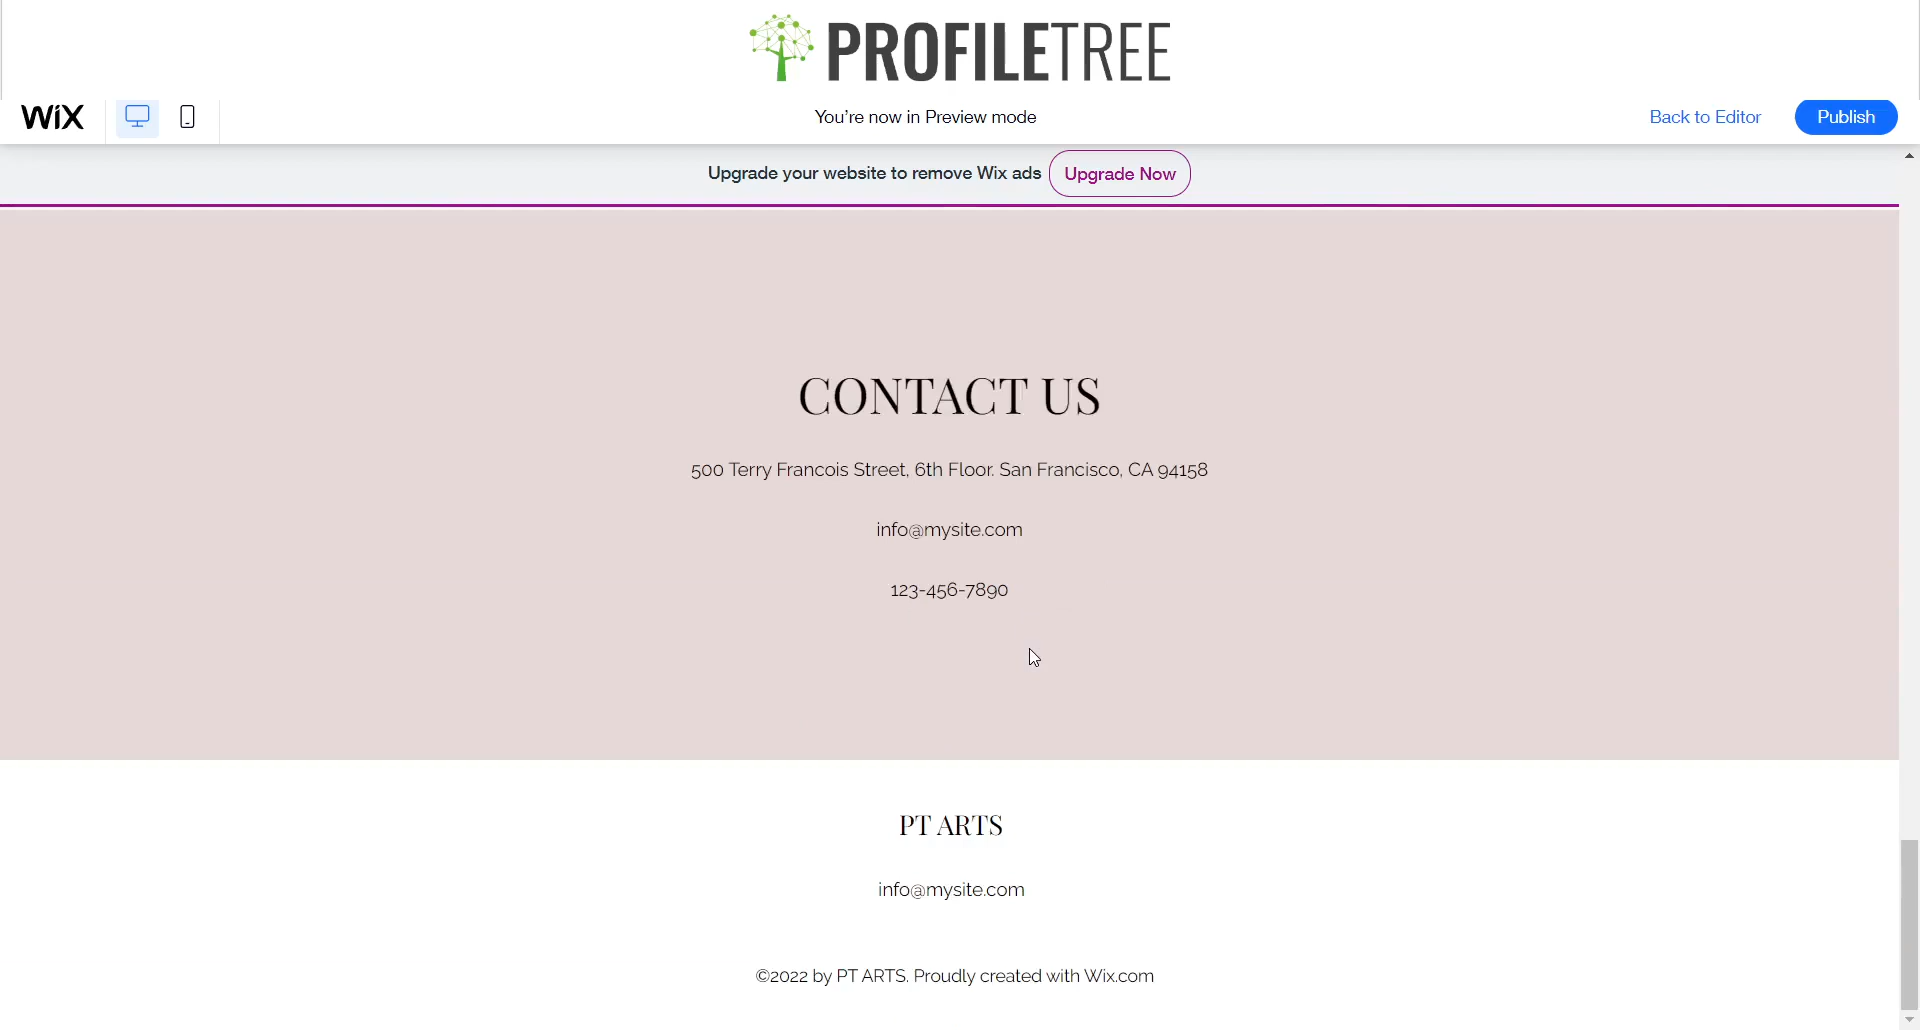 PROFILETREE
WiX
You're now in Preview mode
Back to Editor
Publish
Upgrade your website to remove Wix ads
Upgrade Now
CONTACT US
500 Terry Francois Street, 6th Floor. San Francisco, CA 94158
info@mysite.com
123-456-7890
PT ARTS
info@mysite.com
©2022 by PT ARTS. Proudly created with Wix.com